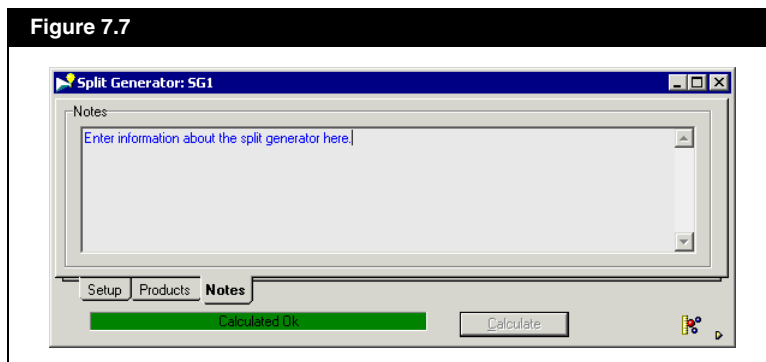 Figure 7.7
Split Generator: SG1
Notes
Enter information about the split generator here.
Setup Products Notes
Calculated Ok Calculate